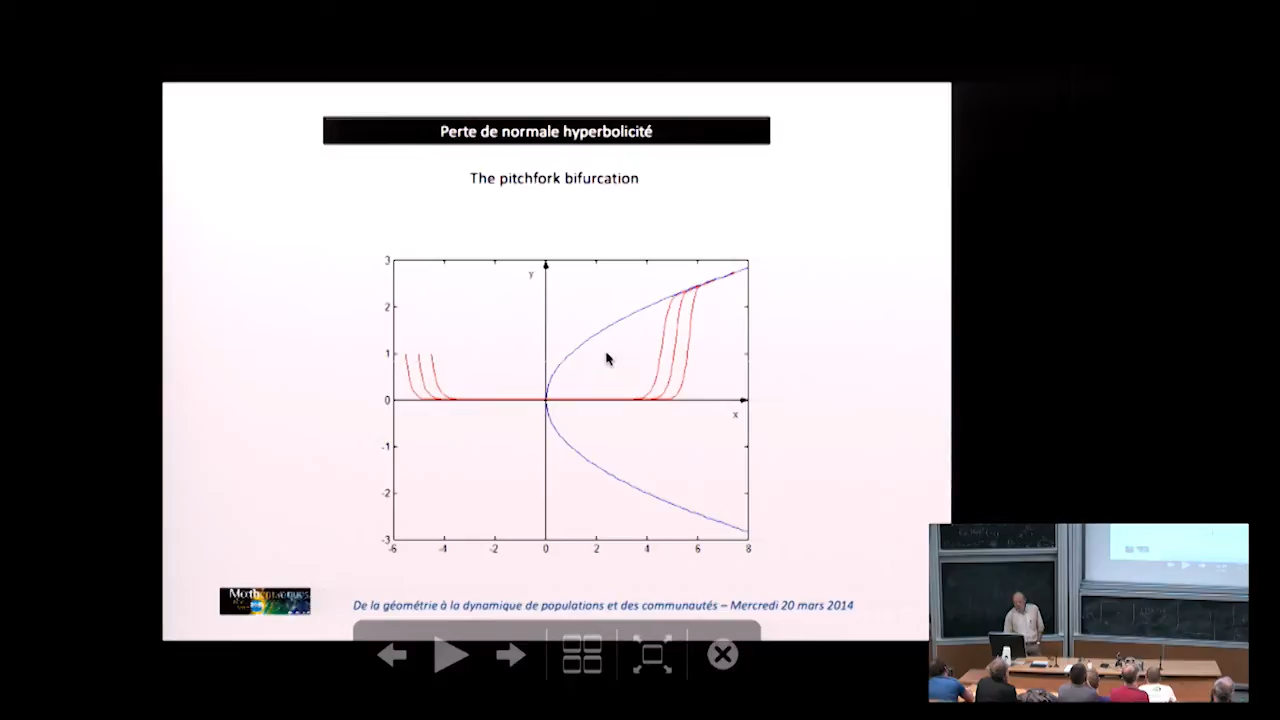 Perte de normale hyperbolicité
The pitchfork bifurcation
3
y
2
1
0
x
-1
-2
-3
-6 -4 -2 0 2 4 6 8
De la géométrie à la dynamique de populations et des communautés – Mercredi 20 mars 2014